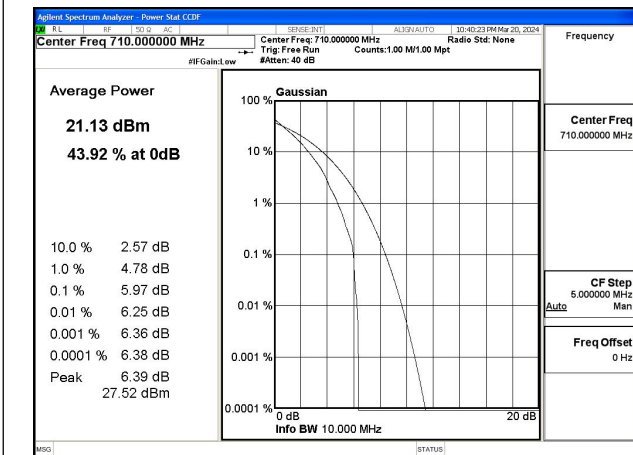 Agilent Spectrum Analyzer - Power Stat CCDF
RL RF 50 Ω AC SENSE:INT ALIGN AUTO 10:40:23 PM Mar 20, 2024
Center Freq 710.000000 MHz
Center Freq: 710.000000 MHz Radio Std: None
Trig: Free Run Counts:1.00 M/1.00 Mpt
#IFGain:Low #Atten: 40 dB
Frequency
Average Power
21.13 dBm
43.92 % at 0dB
10.0 % 2.57 dB
1.0 % 4.78 dB
0.1 % 5.97 dB
0.01 % 6.25 dB
0.001 % 6.36 dB
0.0001 % 6.38 dB
Peak 6.39 dB
27.52 dBm
Gaussian
100 %
10 %
1 %
0.1 %
0.01 %
0.001 %
0.0001 %
0 dB 20 dB
Info BW 10.000 MHz
Center Freq
710.000000 MHz
CF Step
5.000000 MHz
Auto Man
Freq Offset
0 Hz
MSG STATUS